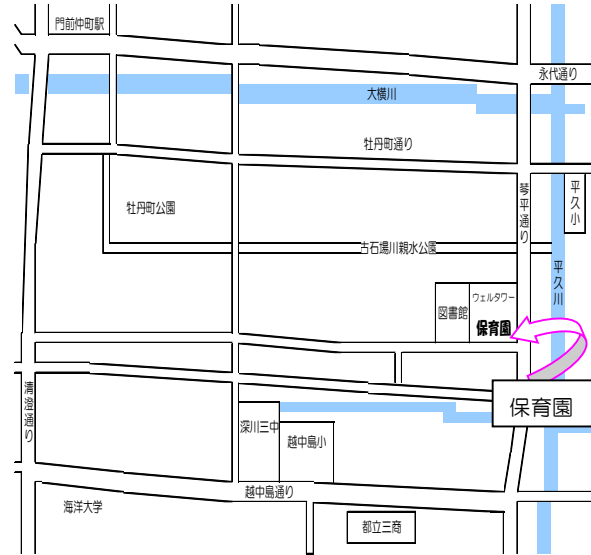 門前仲町駅
永代通り
大横川
牡丹町通り
平久小
琴平通り
牡丹町公園
古石場川親水公園
平久川
ウェルタワー
図書館
保育園
清澄通り
保育園
深川三中
越中島小
越中島通り
海洋大学
都立三商